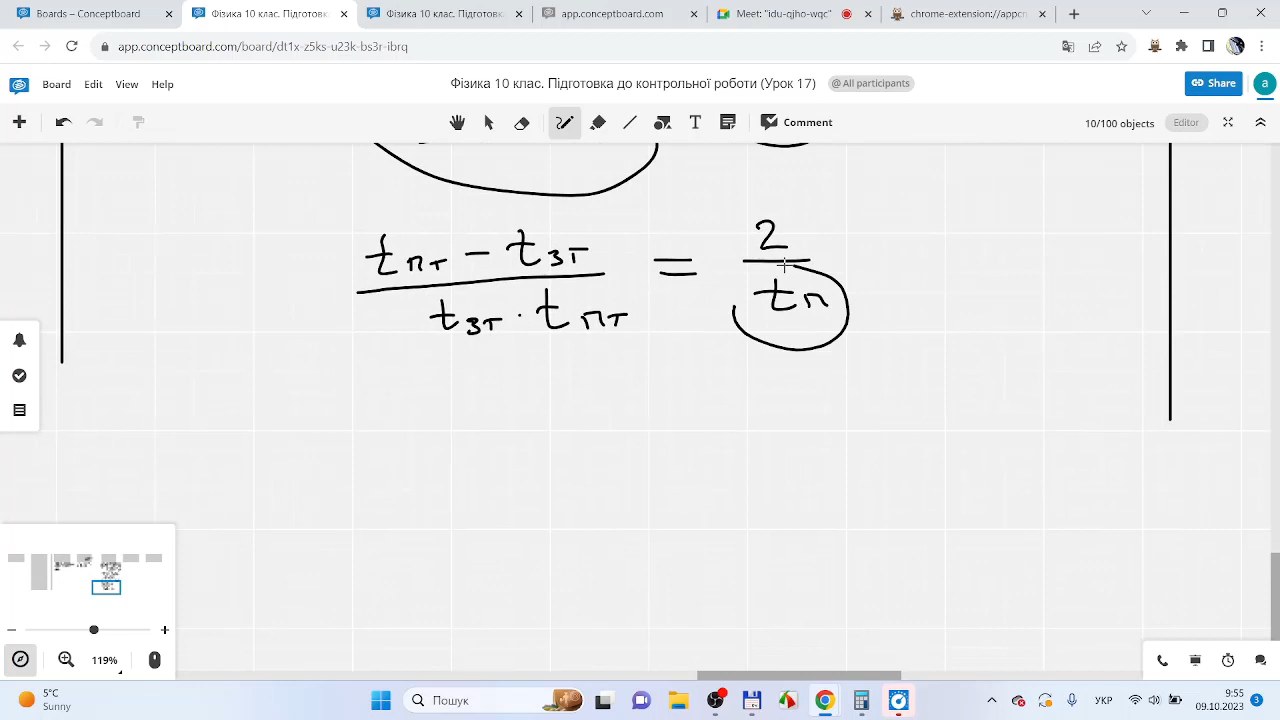 Boards – Conceptboard
Фізика 10 клас. Підготовк
Фізика 10 клас. Підготовк
app.conceptboard.com
Meet: "idu-qjho-wqc"
chrome-extension://appcr
app.conceptboard.com/board/dt1x-z5ks-u23k-bs3r-ibrq
Board Edit View Help
Фізика 10 клас. Підготовка до контрольної роботи (Урок 17)
@ All participants
Share
a
T
Comment
10/100 objects
Editor
tпт − tзт
tзт · tпт
=
2
tп
119%
5°C
Sunny
Пошук
УКР
9:55
09.10.2023
3